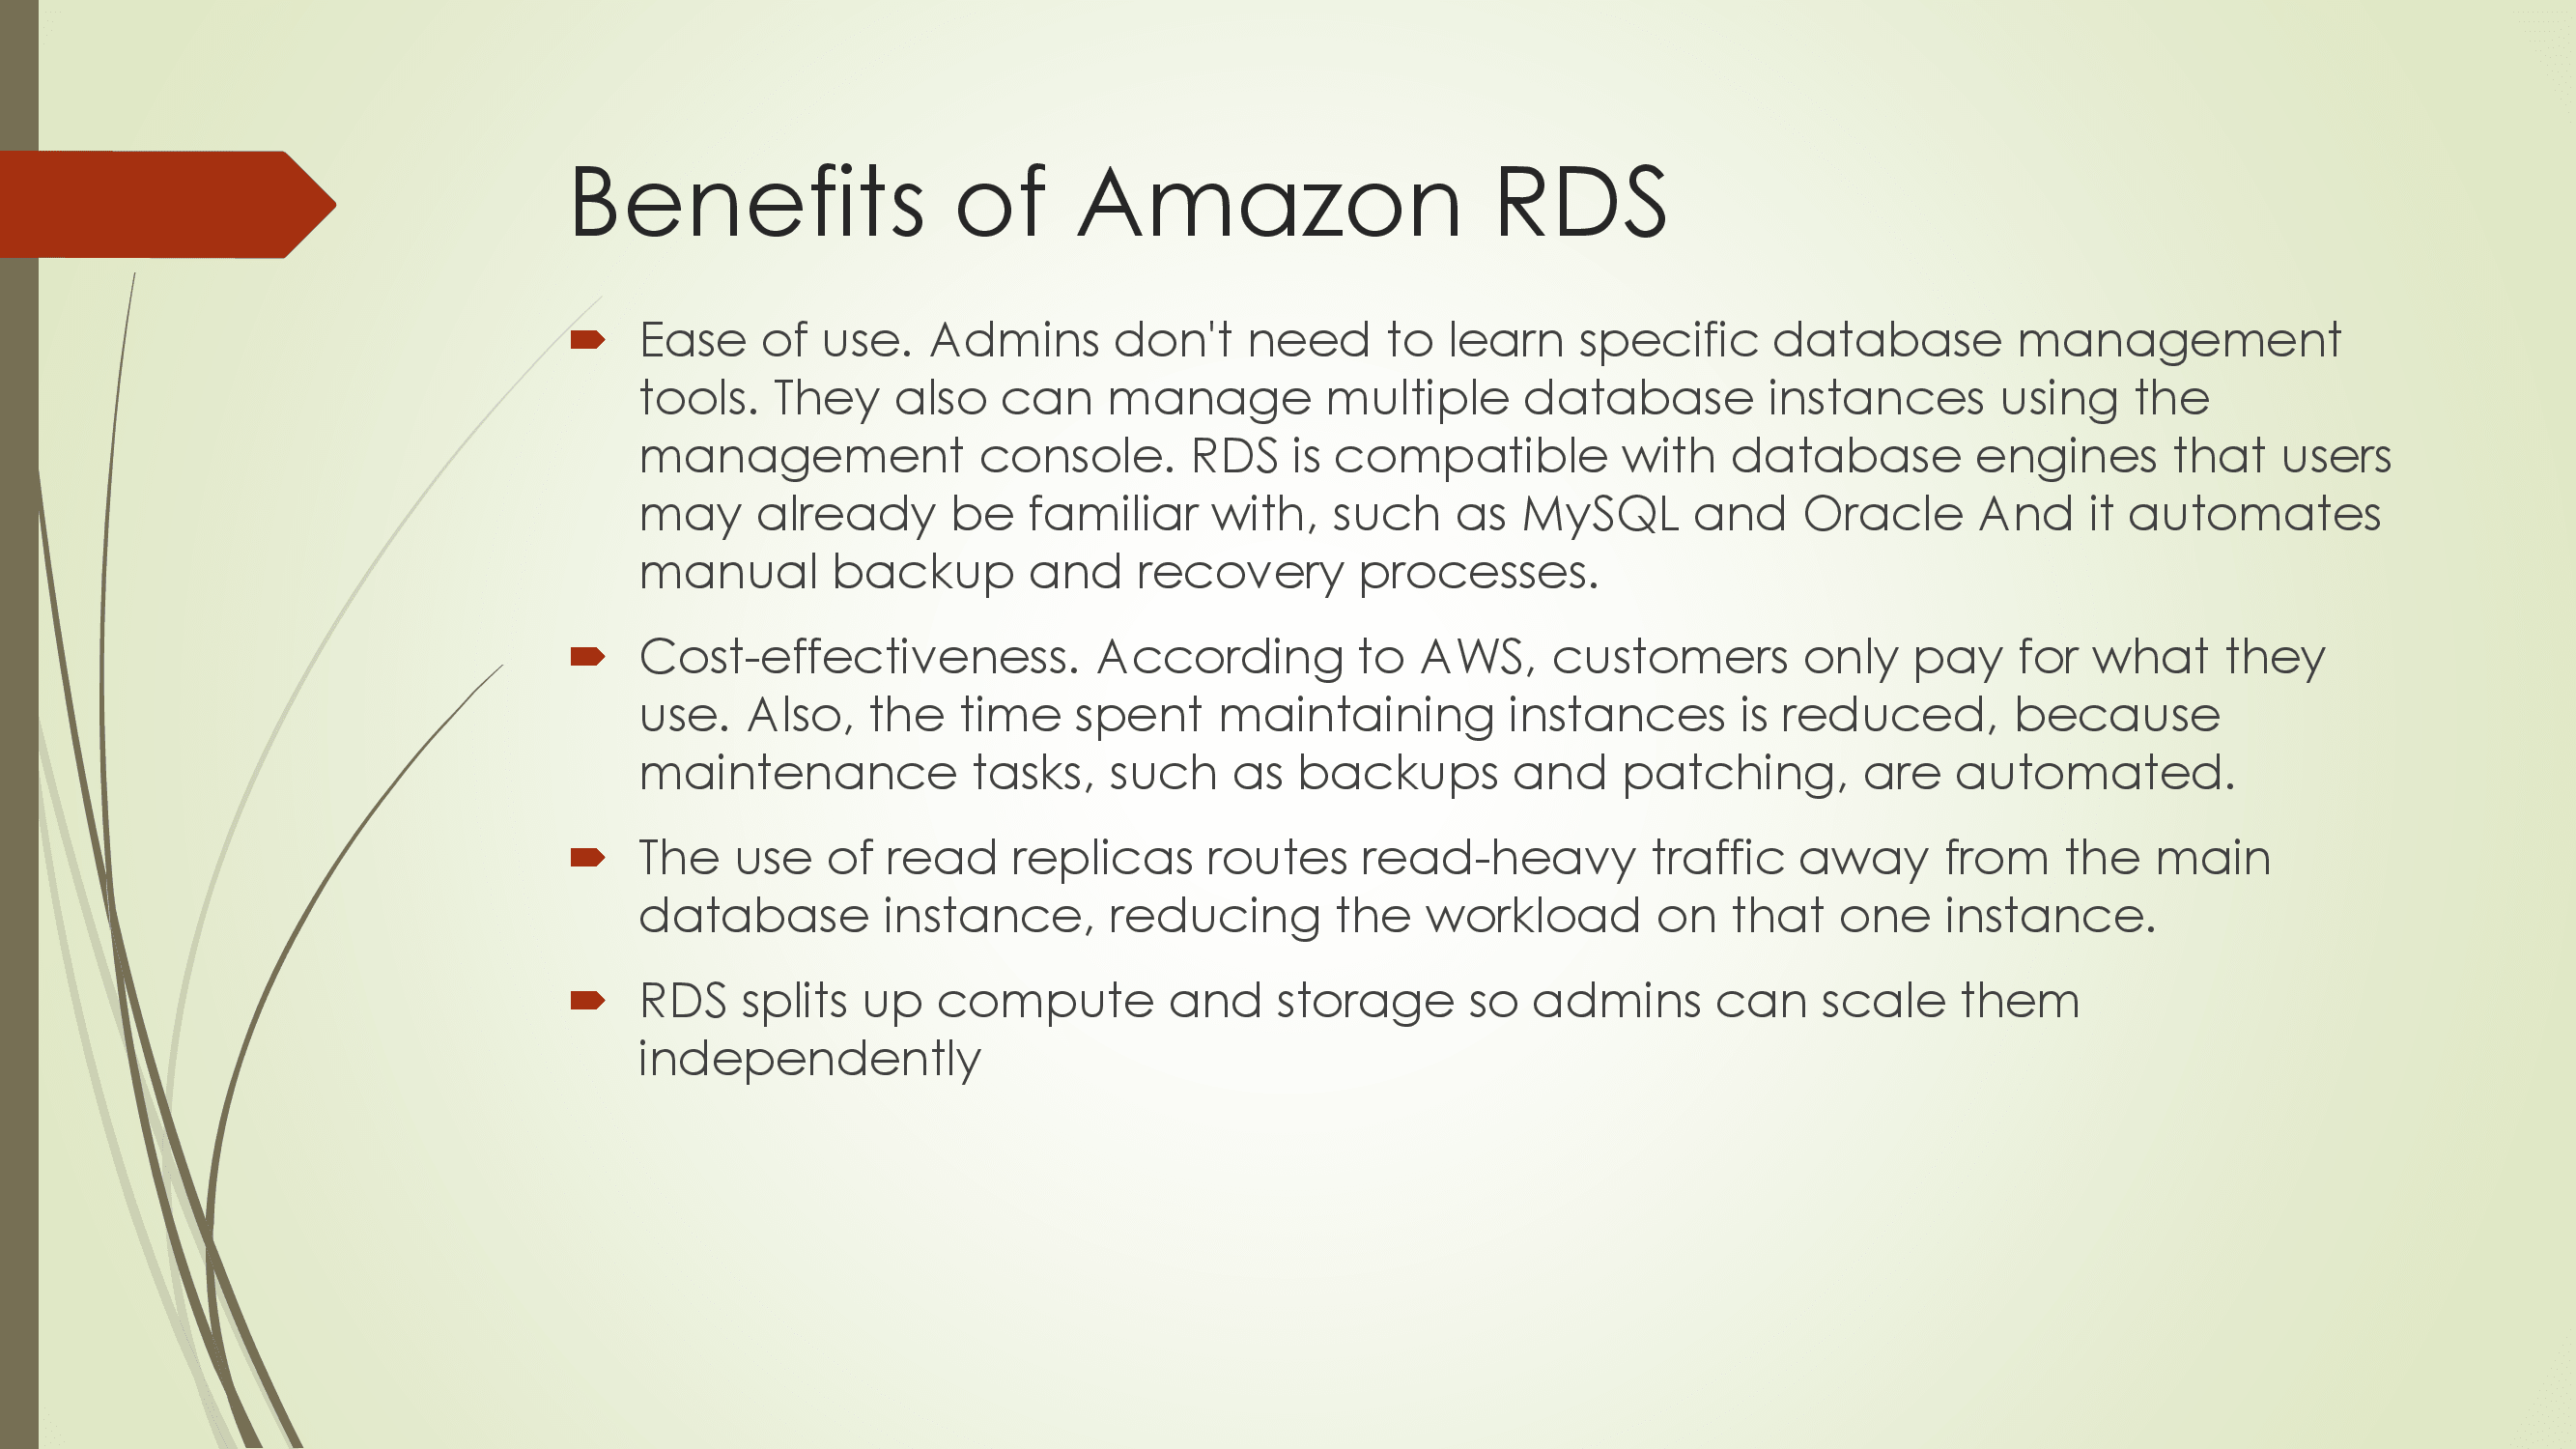 Benefits of Amazon RDS
Ease of use. Admins don't need to learn specific database management
tools. They also can manage multiple database instances using the
management console. RDS is compatible with database engines that users
may already be familiar with, such as MySQL and Oracle And it automates
manual backup and recovery processes.
Cost-effectiveness. According to AWS, customers only pay for what they
use. Also, the time spent maintaining instances is reduced, because
maintenance tasks, such as backups and patching, are automated.
The use of read replicas routes read-heavy traffic away from the main
database instance, reducing the workload on that one instance.
RDS splits up compute and storage so admins can scale them
independently